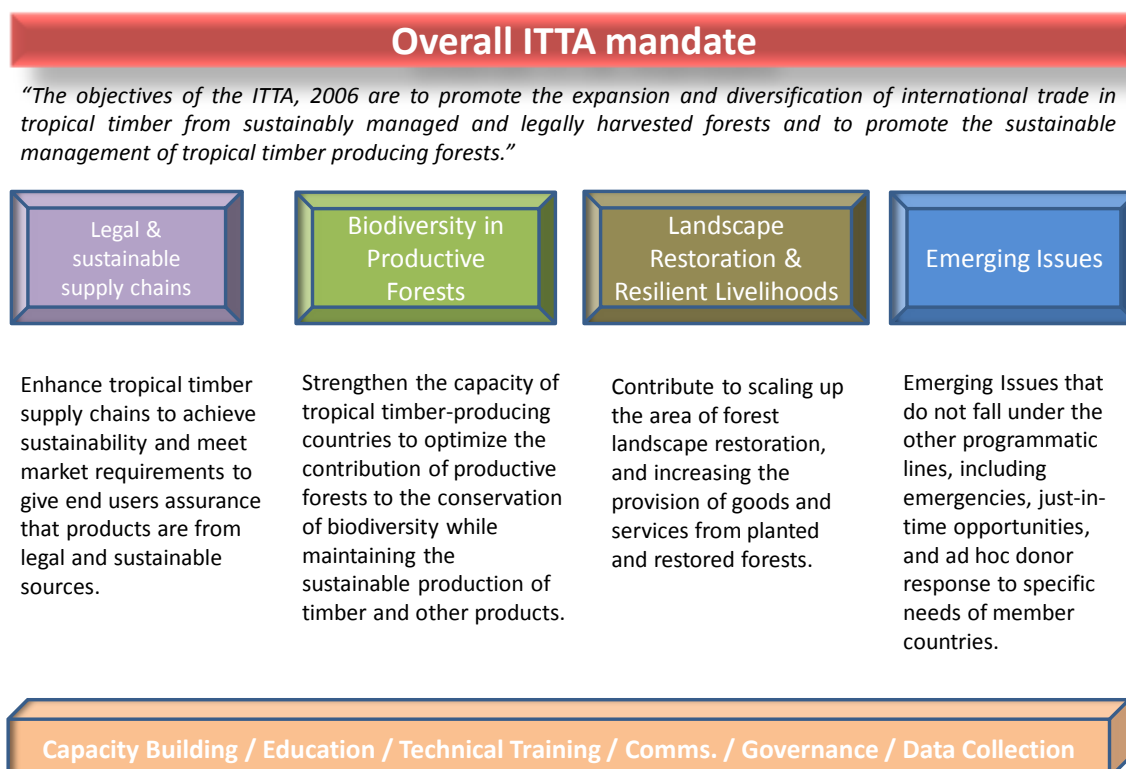 Overall ITTA mandate
“The objectives of the ITTA, 2006 are to promote the expansion and diversification of international trade in
tropical timber from sustainably managed and legally harvested forests and to promote the sustainable
management of tropical timber producing forests.”
Legal &
sustainable
supply chains
Biodiversity in
Productive
Forests
Landscape
Restoration &
Resilient Livelihoods
Emerging Issues
Enhance tropical timber
supply chains to achieve
sustainability and meet
market requirements to
give end users assurance
that products are from
legal and sustainable
sources.
Strengthen the capacity of
tropical timber-producing
countries to optimize the
contribution of productive
forests to the conservation
of biodiversity while
maintaining the
sustainable production of
timber and other products.
Contribute to scaling up
the area of forest
landscape restoration,
and increasing the
provision of goods and
services from planted
and restored forests.
Emerging Issues that
do not fall under the
other programmatic
lines, including
emergencies, just-in-
time opportunities,
and ad hoc donor
response to specific
needs of member
countries.
Capacity Building / Education / Technical Training / Comms. / Governance / Data Collection